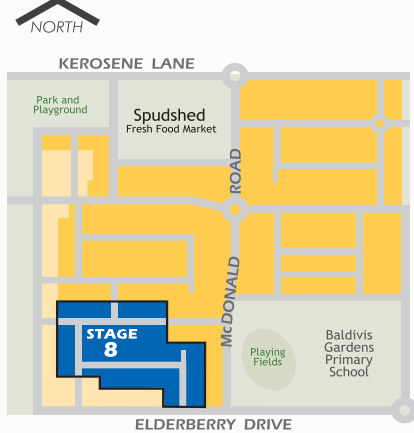 NORTH
KEROSENE LANE
Park and
Playground
Spudshed
Fresh Food Market
McDONALD ROAD
STAGE
8
Playing
Fields
Baldivis
Gardens
Primary
School
ELDERBERRY DRIVE